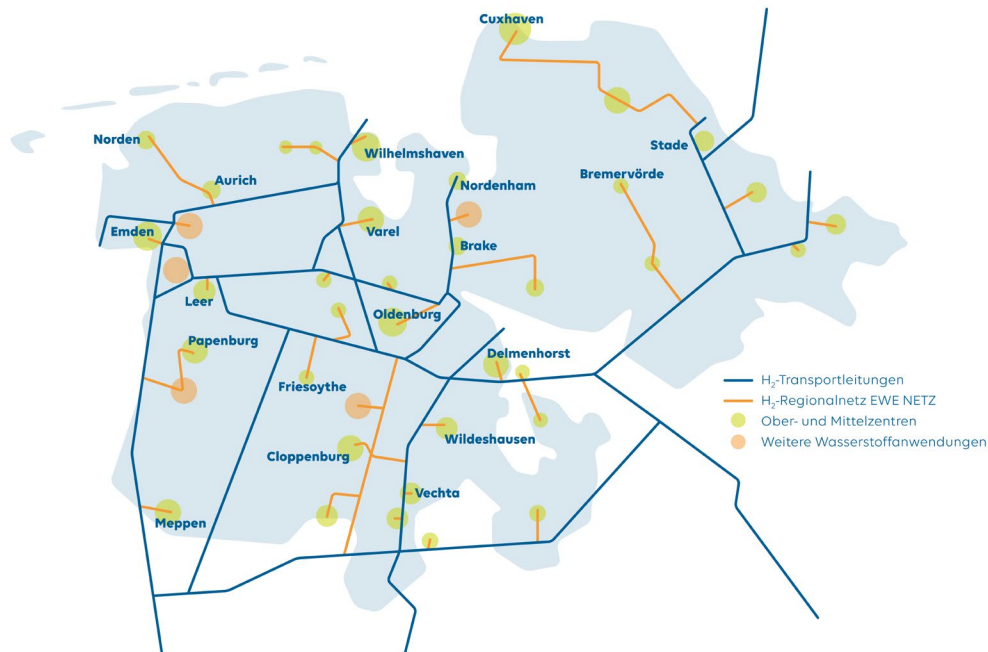 Cuxhaven
Norden
Wilhelmshaven
Stade
Aurich
Nordenham
Bremervörde
Emden
Varel
Brake
Leer
Oldenburg
Papenburg
Delmenhorst
Friesoythe
Wildeshausen
Cloppenburg
Vechta
Meppen
H₂-Transportleitungen
H₂-Regionalnetz EWE NETZ
Ober- und Mittelzentren
Weitere Wasserstoffanwendungen